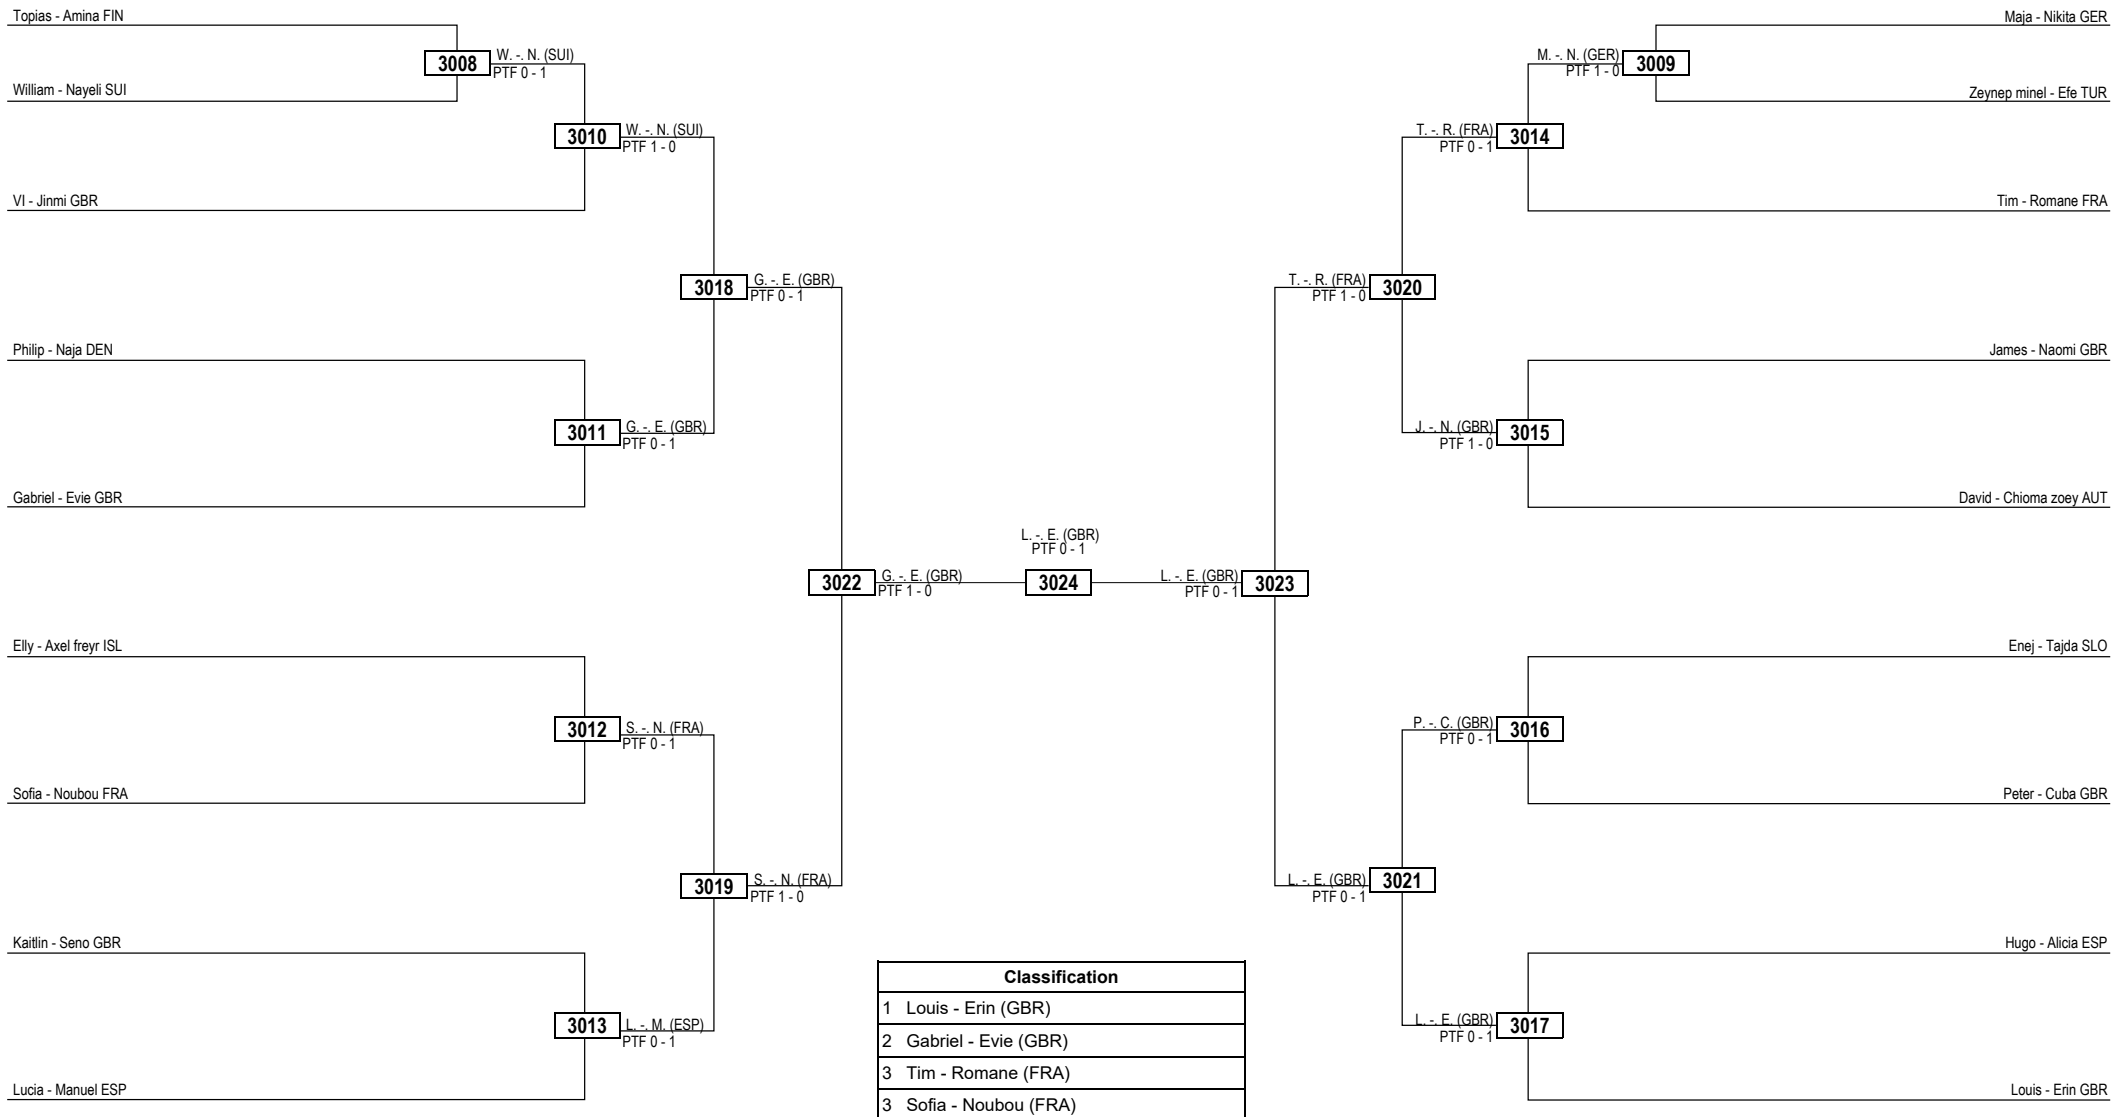 Topias - Amina FIN
William - Nayeli SUI
3008
W. -. N. (SUI)
PTF 0 - 1
VI - Jinmi GBR
3010
W. -. N. (SUI)
PTF 1 - 0
Philip - Naja DEN
Gabriel - Evie GBR
3011
G. -. E. (GBR)
PTF 0 - 1
3018
G. -. E. (GBR)
PTF 0 - 1
Elly - Axel freyr ISL
Sofia - Noubou FRA
3012
S. -. N. (FRA)
PTF 0 - 1
Kaitlin - Seno GBR
Lucia - Manuel ESP
3013
L. -. M. (ESP)
PTF 0 - 1
3019
S. -. N. (FRA)
PTF 1 - 0
3022
G. -. E. (GBR)
PTF 1 - 0
L. -. E. (GBR)
PTF 0 - 1
3024
L. -. E. (GBR)
PTF 0 - 1
3023
Maja - Nikita GER
Zeynep minel - Efe TUR
M. -. N. (GER)
PTF 1 - 0
3009
Tim - Romane FRA
T. -. R. (FRA)
PTF 0 - 1
3014
T. -. R. (FRA)
PTF 1 - 0
3020
James - Naomi GBR
David - Chioma zoey AUT
J. -. N. (GBR)
PTF 1 - 0
3015
Enej - Tajda SLO
Peter - Cuba GBR
P. -. C. (GBR)
PTF 0 - 1
3016
L. -. E. (GBR)
PTF 0 - 1
3021
Hugo - Alicia ESP
Louis - Erin GBR
L. -. E. (GBR)
PTF 0 - 1
3017
Classification
1 Louis - Erin (GBR)
2 Gabriel - Evie (GBR)
3 Tim - Romane (FRA)
3 Sofia - Noubou (FRA)